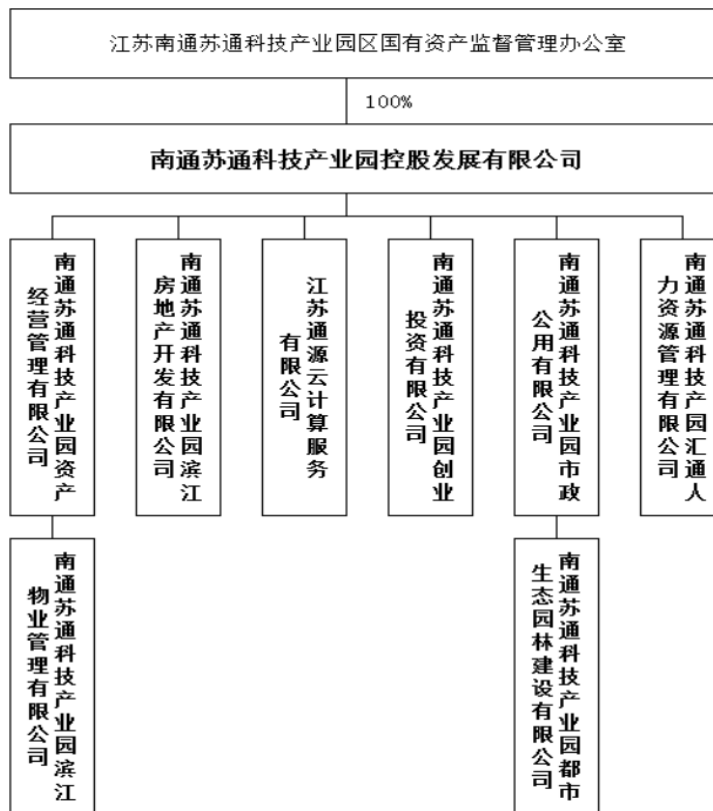 江苏南通苏通科技产业园区国有资产监督管理办公室
100%
南通苏通科技产业园控股发展有限公司
南通苏通科技产业园资产
经营管理有限公司
南通苏通科技产业园滨江
房地产开发有限公司
江苏通源云计算服务
有限公司
南通苏通科技产业园创业
投资有限公司
南通苏通科技产业园市政
公用有限公司
南通苏通科技产园汇通人
力资源管理有限公司
南通苏通科技产业园滨江
物业管理有限公司
南通苏通科技产业园都市
生态园林建设有限公司